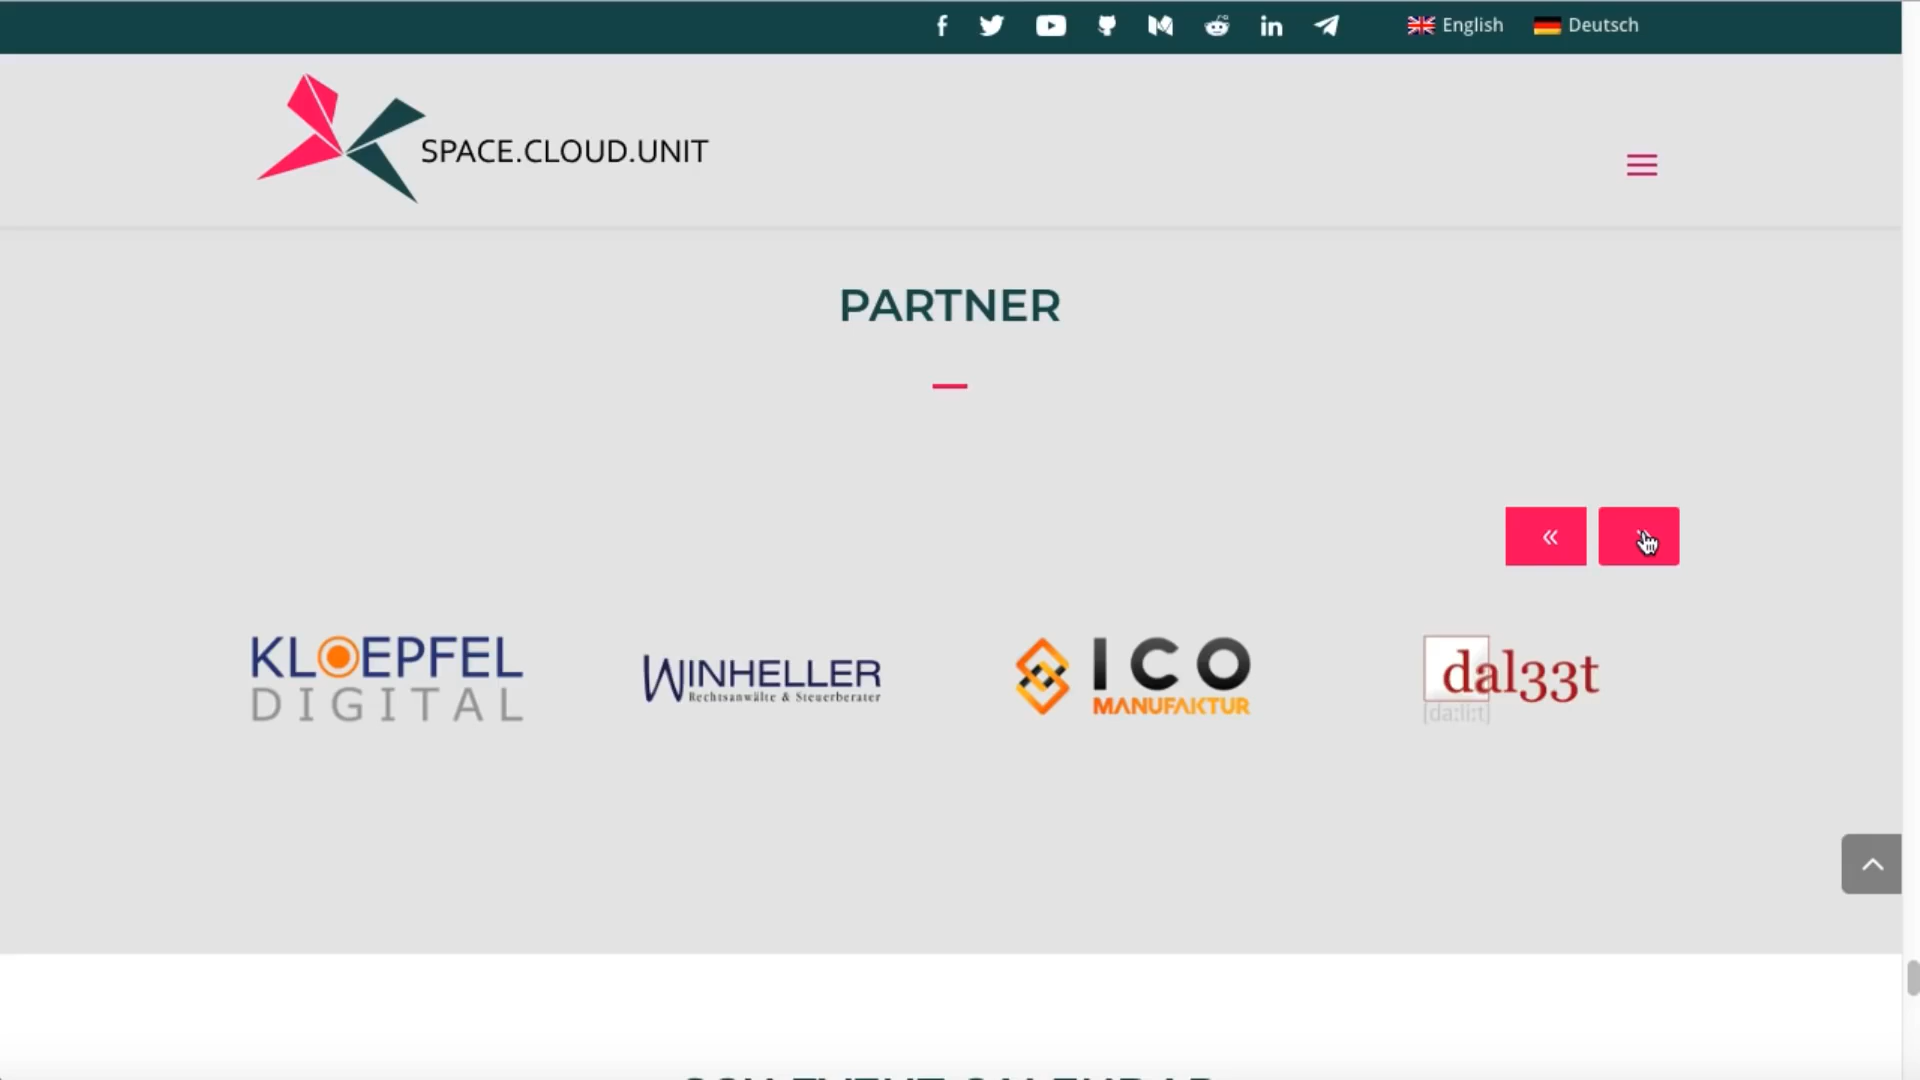 English Deutsch
SPACE.CLOUD.UNIT
PARTNER
«
KLOEPFEL
DIGITAL
WINHELLER
Rechtsanwälte & Steuerberater
ICO
MANUFAKTUR
dal33t
[da:li:t]